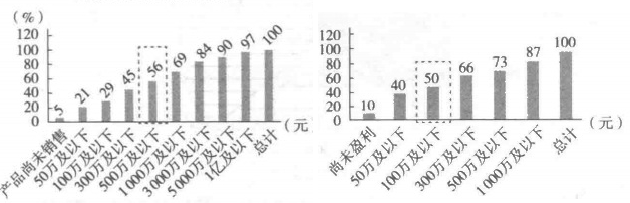 (%)
120
100
80
60
40
20
0
5
21
29
45
56
69
84
90
97
100
(元
产品尚未销售
50万及以下
100万及以下
300万及以下
500万及以下
1000万及以下
3000万及以下
5000万及以下
1亿及以下
总计
120
100
80
60
40
20
0
10
40
50
66
73
87
100
(元)
尚未盈利
50万及以下
100万及以下
300万及以下
500万及以下
1000万及以下
总计